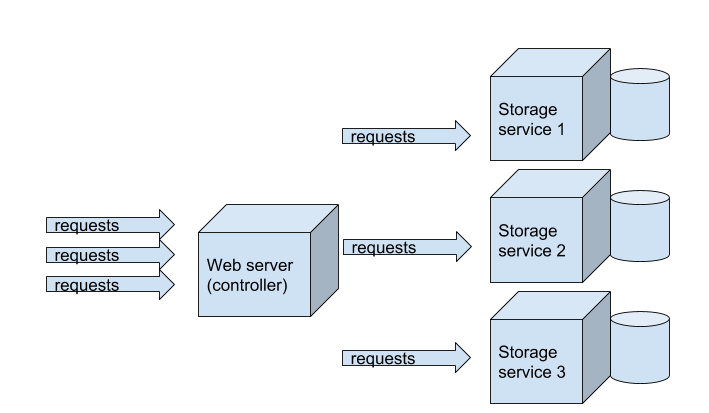 requests
requests
requests
Web server
(controller)
requests
requests
requests
Storage
service 1
Storage
service 2
Storage
service 3